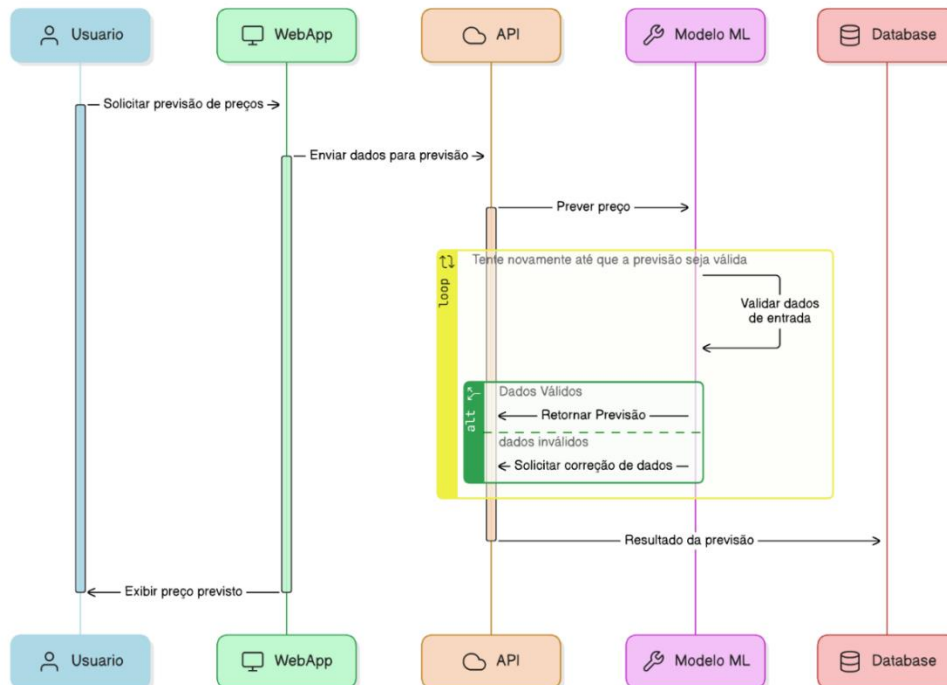 Usuario
WebApp
API
Modelo ML
Database
Solicitar previsão de preços
Enviar dados para previsão
Prever preço
loop
Tente novamente até que a previsão seja válida
Validar dados
de entrada
alt
Dados Válidos
Retornar Previsão
dados inválidos
Solicitar correção de dados
Resultado da previsão
Exibir preço previsto
Usuario
WebApp
API
Modelo ML
Database